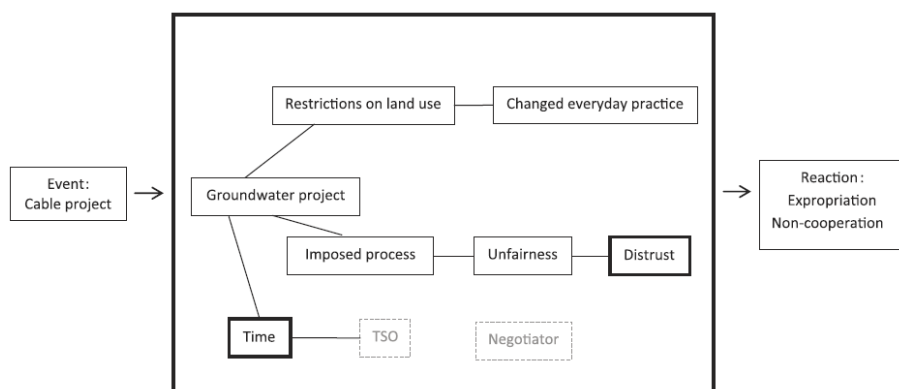 Restrictions on land use
Changed everyday practice
Event:
Cable project
Groundwater project
Reaction:
Expropriation
Non-cooperation
Imposed process
Unfairness
Distrust
Time
TSO
Negotiator